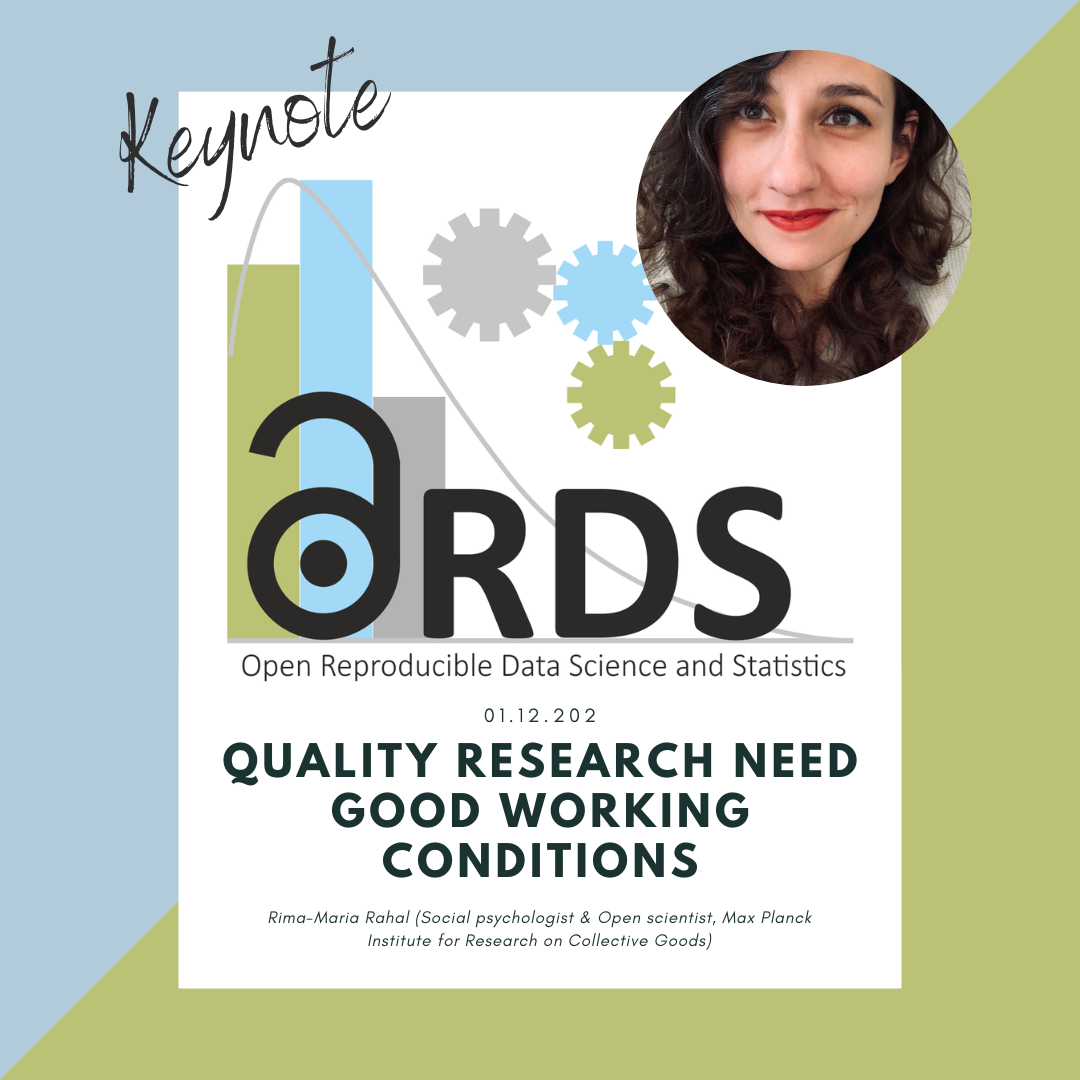 Keynote
ORDS
Open Reproducible Data Science and Statistics
01.12.202
QUALITY RESEARCH NEED
GOOD WORKING
CONDITIONS
Rima-Maria Rahal (Social psychologist & Open scientist, Max Planck
Institute for Research on Collective Goods)